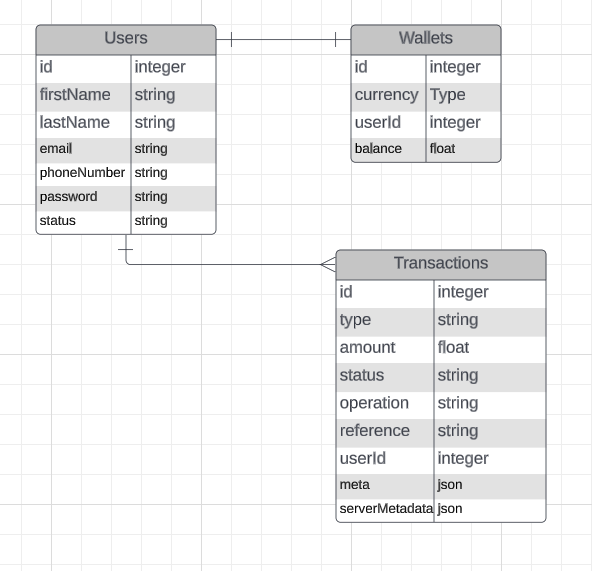 Users
id integer
firstName string
lastName string
email string
phoneNumber string
password string
status string
Wallets
id integer
currency Type
userId integer
balance float
Transactions
id integer
type string
amount float
status string
operation string
reference string
userId integer
meta json
serverMetadata json